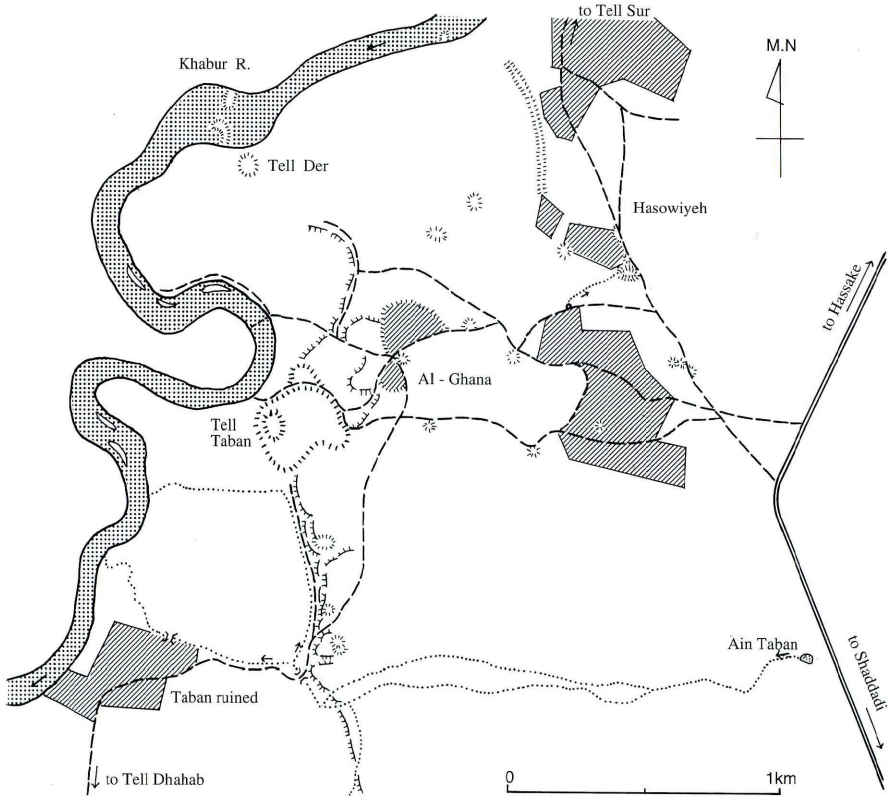 to Tell Sur
M.N
Khabur R.
Tell Der
Hasowiyeh
to Hassake
Al - Ghana
Tell
Taban
Ain Taban
to Shaddadi
Taban ruined
to Tell Dhahab
0
1km